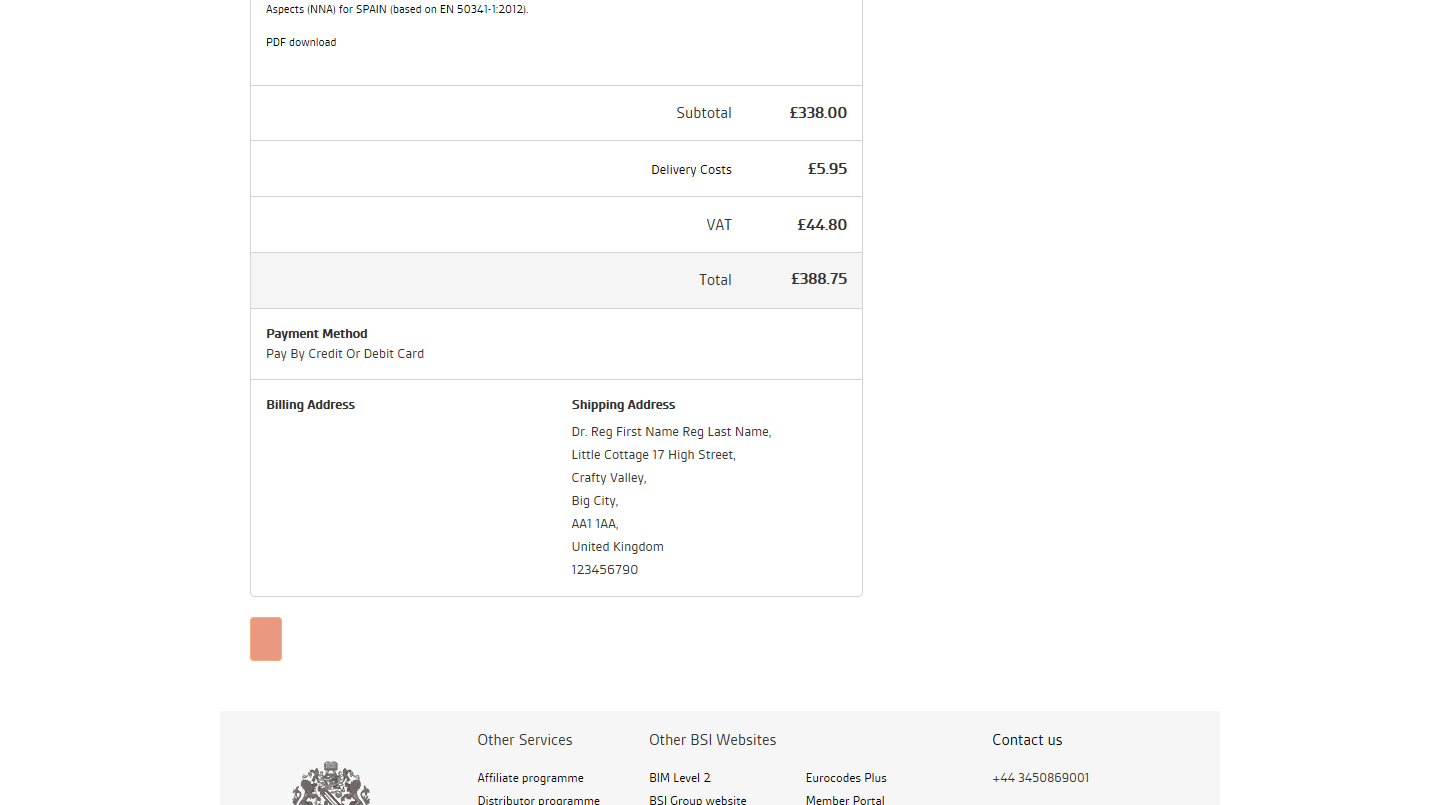 Aspects (NNA) for SPAIN (based on EN 50341-1:2012).
PDF download
Subtotal £338.00
Delivery Costs £5.95
VAT £44.80
Total £388.75
Payment Method
Pay By Credit Or Debit Card
Billing Address
Shipping Address
Dr. Reg First Name Reg Last Name,
Little Cottage 17 High Street,
Crafty Valley,
Big City,
AA1 1AA,
United Kingdom
123456790
Other Services
Affiliate programme
Distributor programme
Other BSI Websites
BIM Level 2
BSI Group website
Eurocodes Plus
Member Portal
Contact us
+44 3450869001